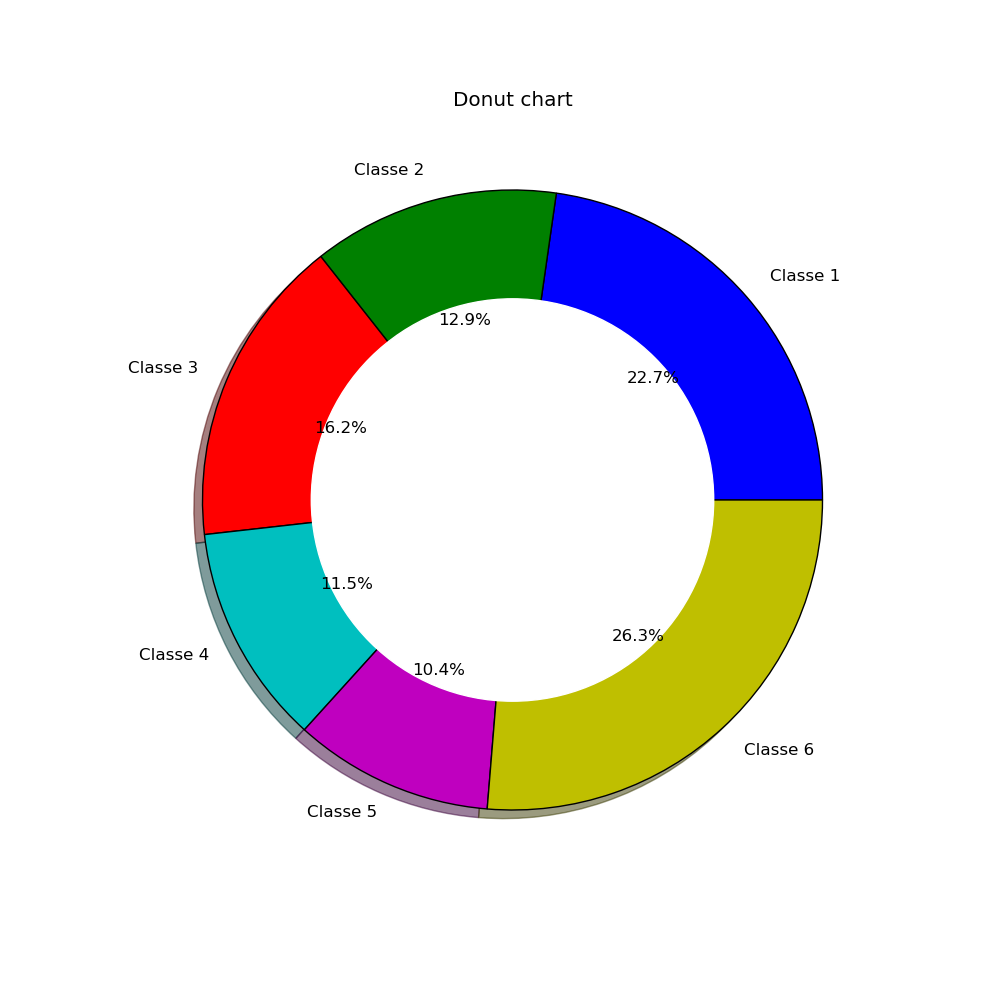 Donut chart
Classe 2
Classe 1
12.9%
22.7%
Classe 3
16.2%
11.5%
26.3%
Classe 4
10.4%
Classe 6
Classe 5